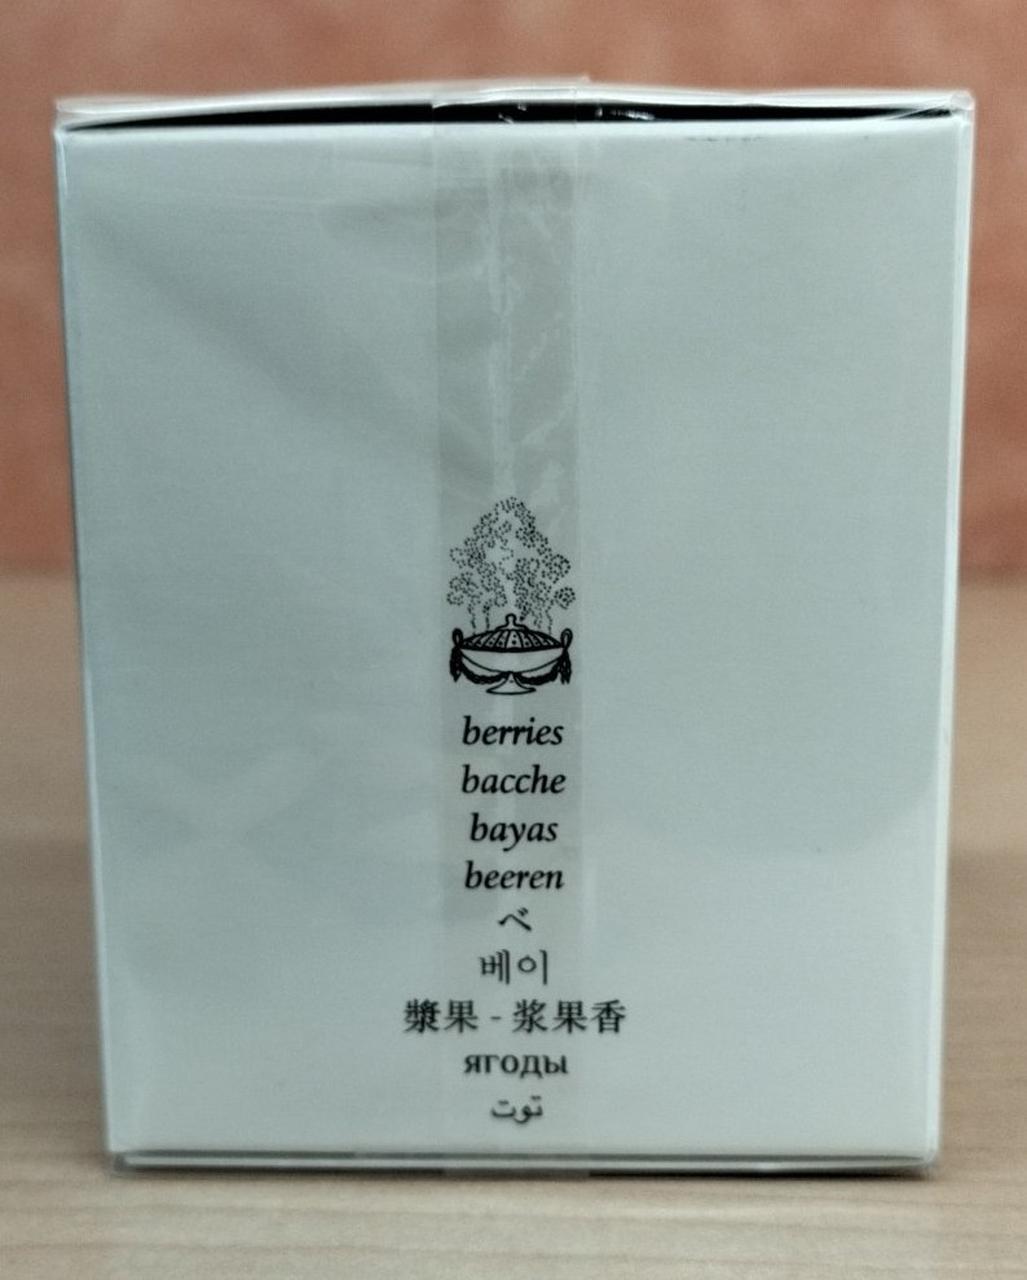 berries
bacche
bayas
beeren
ベ
베이
漿果 - 浆果香
ягоды
توت